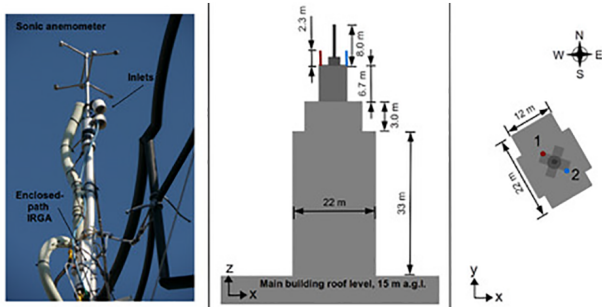 Sonic anemometer
Inlets
Enclosed-
path
IRGA
2.3 m
8.0 m
6.7 m
3.0 m
22 m
33 m
Main building roof level, 15 m a.g.l.
z
x
N
W
E
S
12 m
22 m
1
2
y
x